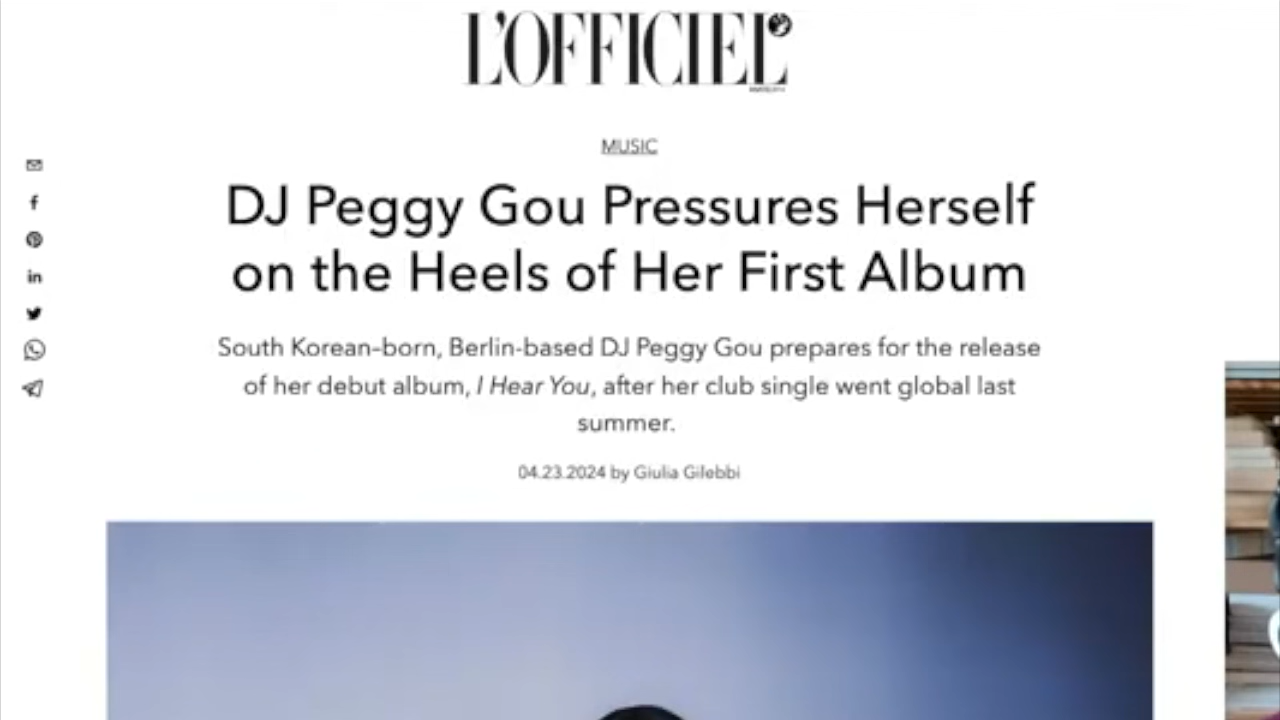 L'OFFICIEL
MUSIC
DJ Peggy Gou Pressures Herself
on the Heels of Her First Album
South Korean–born, Berlin-based DJ Peggy Gou prepares for the release
of her debut album, I Hear You, after her club single went global last
summer.
04.23.2024 by Giulia Gilebbi